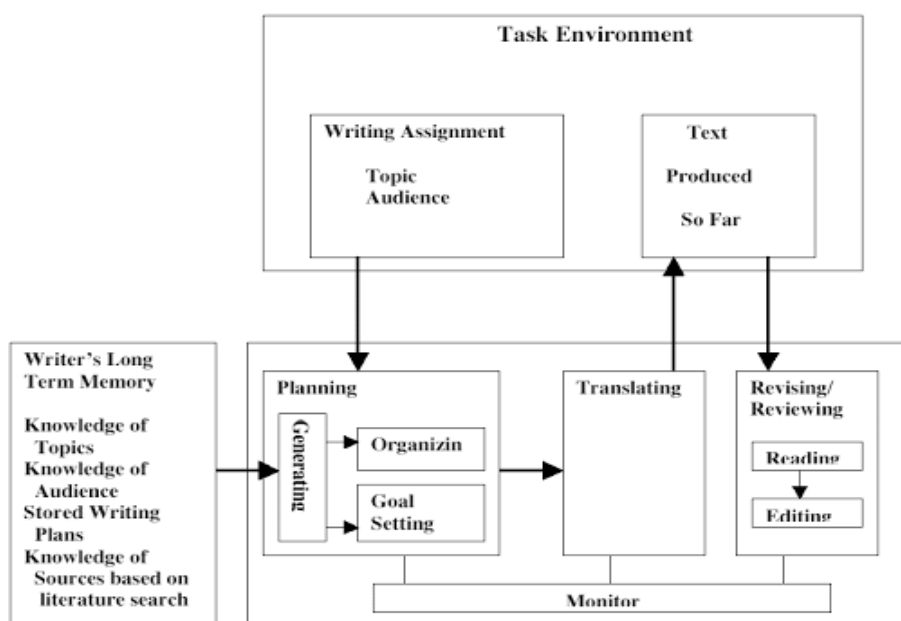 Task Environment
Writing Assignment
Topic
Audience
Text
Produced
So Far
Writer's Long
Term Memory
Knowledge of
Topics
Knowledge of
Audience
Stored Writing
Plans
Knowledge of
Sources based on
literature search
Planning
Generating
Organizin
Goal
Setting
Translating
Revising/
Reviewing
Reading
Editing
Monitor